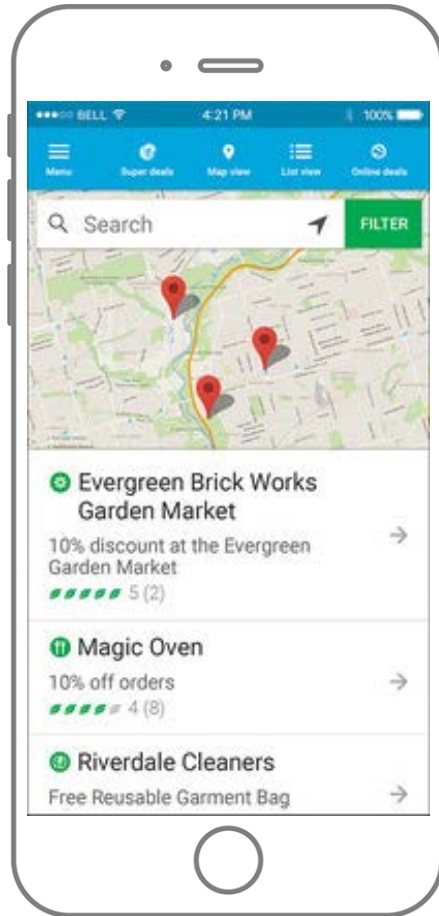 BELL 4:21 PM 100%
Menu Super deals Map view List view Online deals
Search FILTER
Evergreen Brick Works
Garden Market
10% discount at the Evergreen
Garden Market
5 (2)
Magic Oven
10% off orders
4 (8)
Riverdale Cleaners
Free Reusable Garment Bag